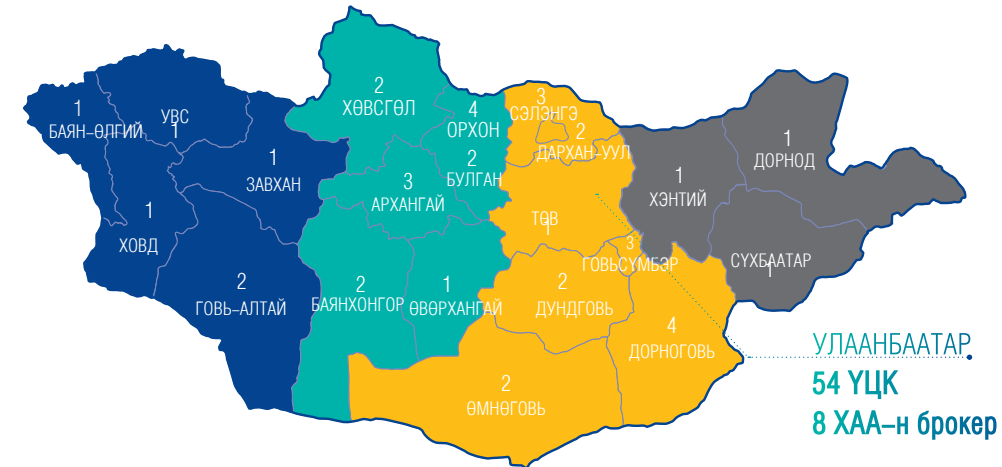 1
БАЯН-ӨЛГИЙ
УВС
1
1
ЗАВХАН
1
ХОВД
2
ГОВЬ-АЛТАЙ
2
ХӨВСГӨЛ
4
ОРХОН
2
БУЛГАН
3
АРХАНГАЙ
2
БАЯНХОНГОР
1
ӨВӨРХАНГАЙ
3
СЭЛЭНГЭ
2
ДАРХАН-УУЛ
ТӨВ
1
3
ГОВЬСҮМБЭР
2
ДУНДГОВЬ
4
ДОРНОГОВЬ
2
ӨМНӨГОВЬ
1
ХЭНТИЙ
1
ДОРНОД
СҮХБААТАР
1
УЛААНБААТАР
54 ҮЦК
8 ХАА-н брокер